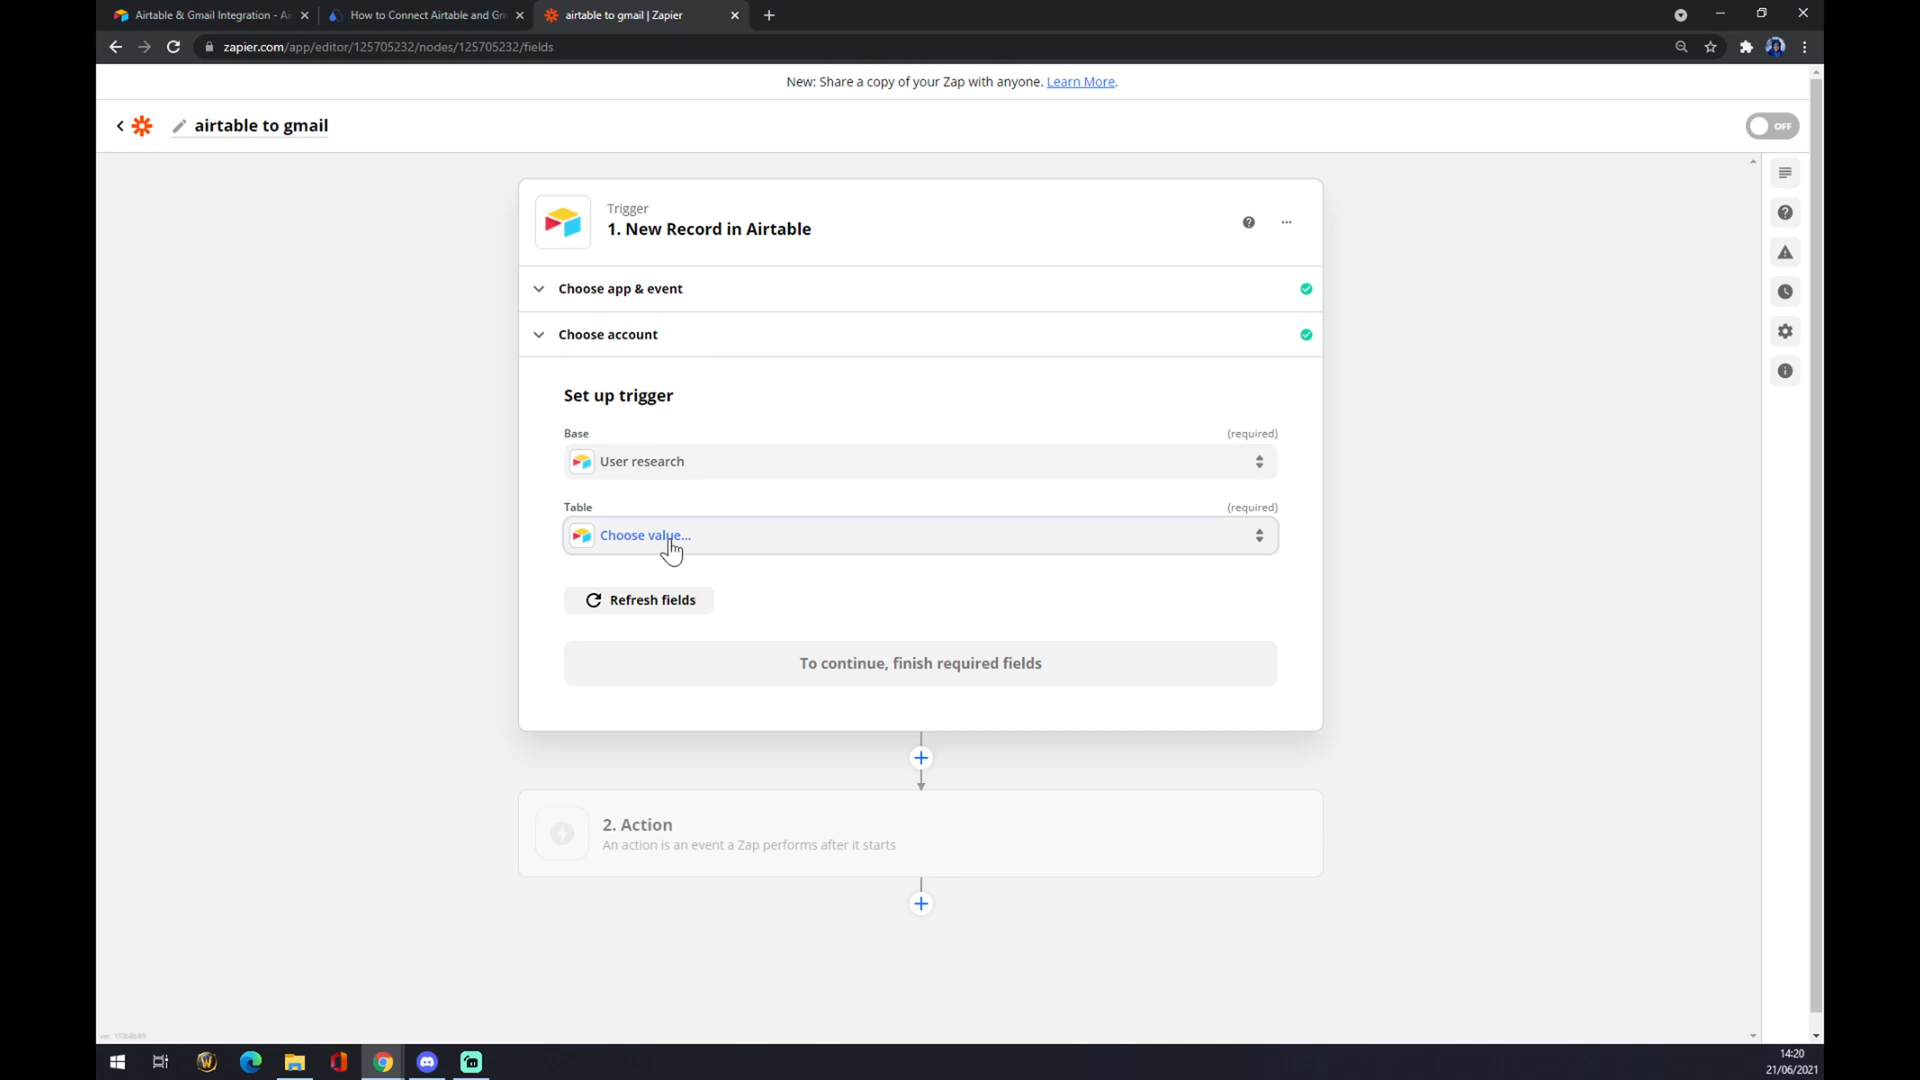 Airtable & Gmail Integration - Ai
How to Connect Airtable and Gm
airtable to gmail | Zapier
zapier.com/app/editor/125705232/nodes/125705232/fields
New: Share a copy of your Zap with anyone. Learn More.
airtable to gmail
OFF
Trigger
1. New Record in Airtable
Choose app & event
Choose account
Set up trigger
Base
(required)
User research
Table
(required)
Choose value...
Refresh fields
To continue, finish required fields
2. Action
An action is an event a Zap performs after it starts
14:20
21/06/2021